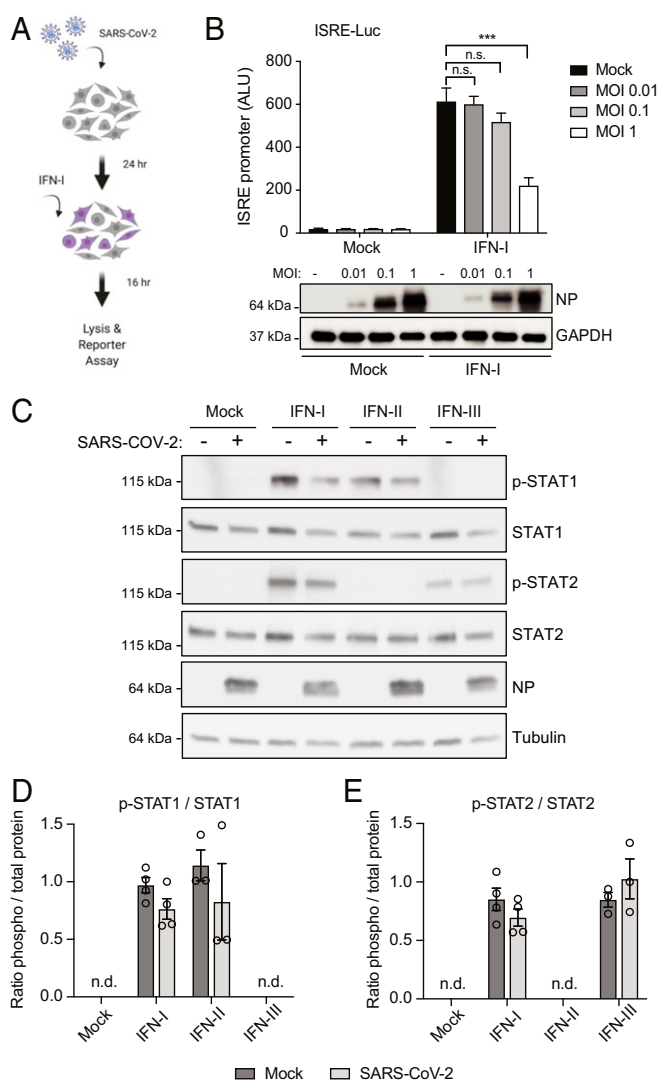 A
SARS-CoV-2
24 hr
IFN-I
16 hr
Lysis &
Reporter
Assay
B
ISRE-Luc
***
n.s.
n.s.
Mock
MOI 0.01
MOI 0.1
MOI 1
ISRE promoter (ALU)
800
600
400
200
0
Mock IFN-I
MOI: - 0.01 0.1 1 - 0.01 0.1 1
64 kDa NP
37 kDa GAPDH
Mock IFN-I
C
Mock IFN-I IFN-II IFN-III
SARS-COV-2: - + - + - + - +
115 kDa p-STAT1
115 kDa STAT1
115 kDa p-STAT2
115 kDa STAT2
64 kDa NP
64 kDa Tubulin
D
p-STAT1 / STAT1
Ratio phospho / total protein
1.5
1.0
0.5
0.0
n.d. n.d.
Mock IFN-I IFN-II IFN-III
E
p-STAT2 / STAT2
Ratio phospho / total protein
1.5
1.0
0.5
0.0
n.d. n.d.
Mock IFN-I IFN-II IFN-III
Mock SARS-CoV-2